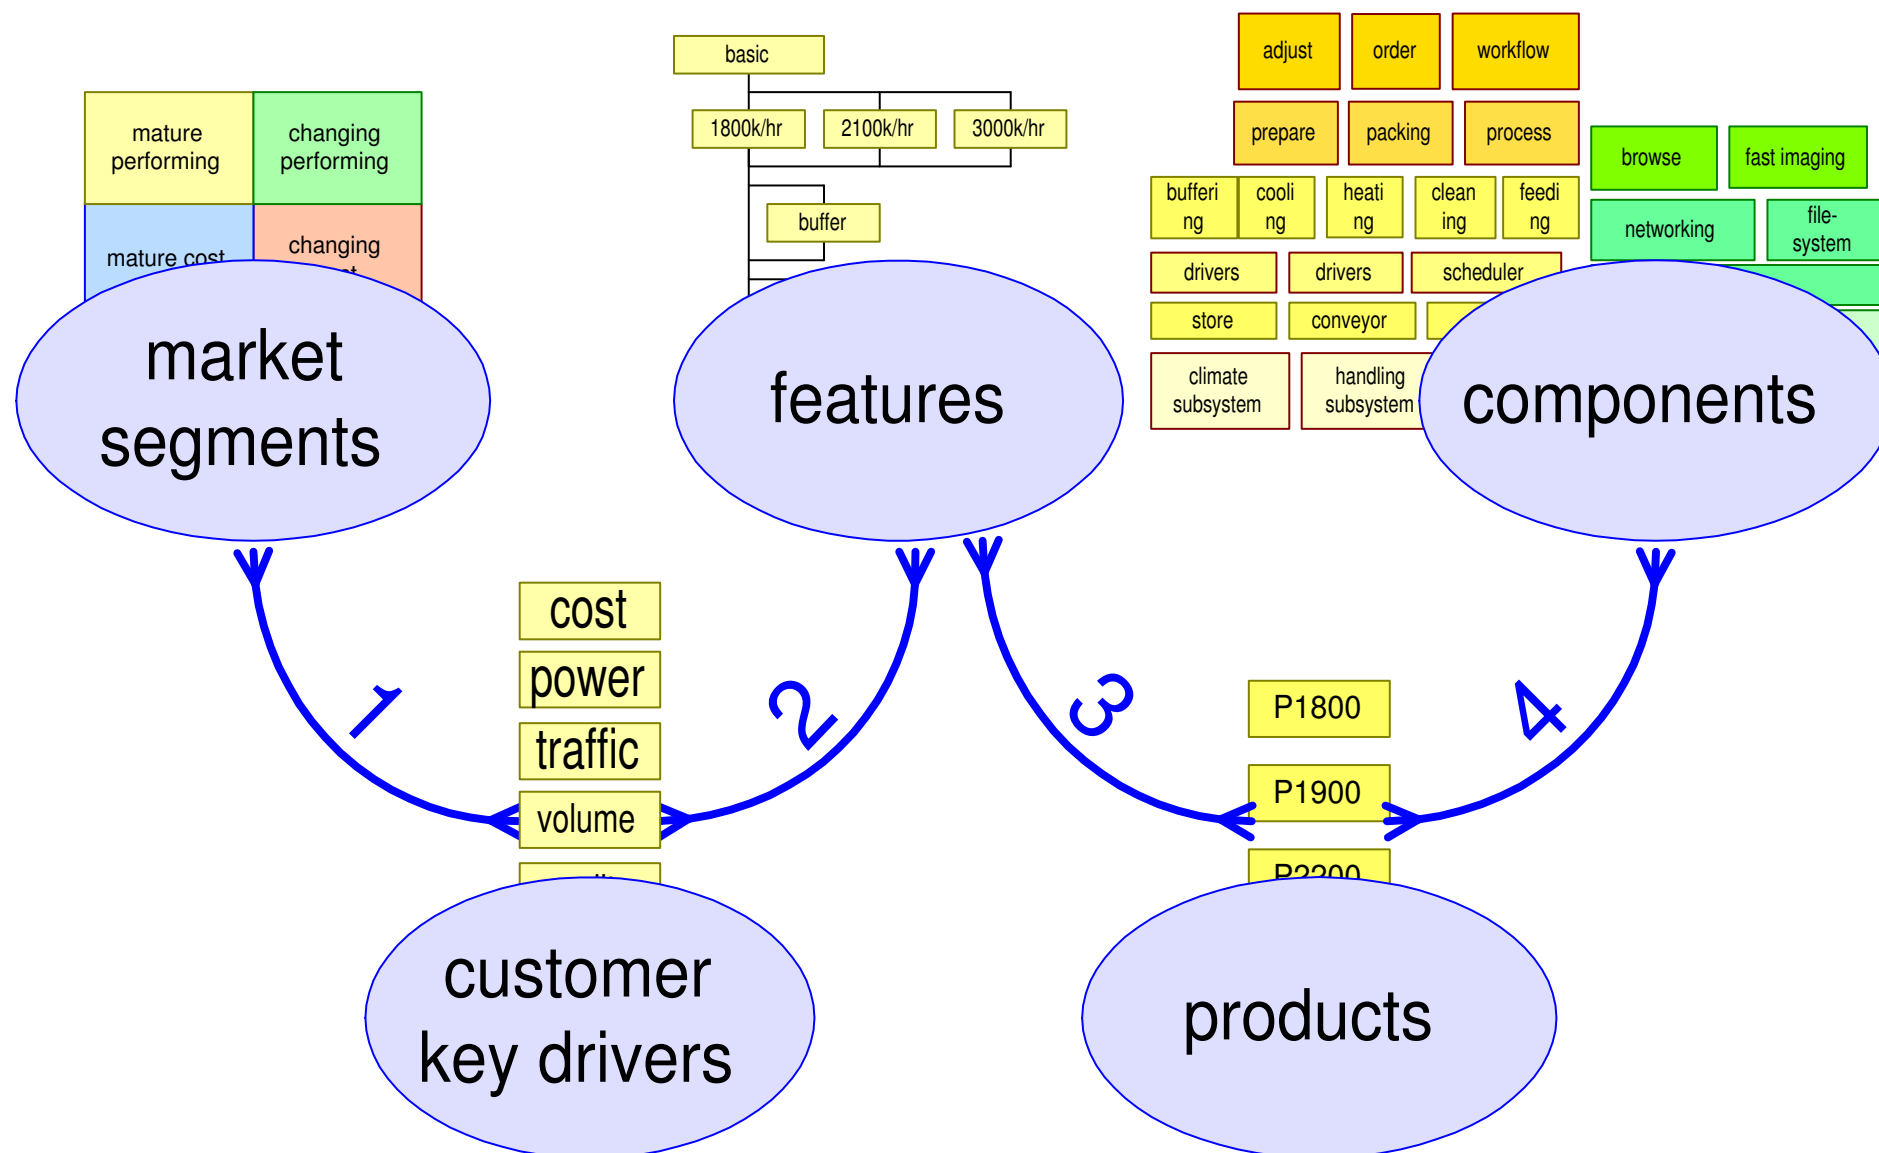 basic
1800k/hr
2100k/hr
3000k/hr
buffer
adjust
order
workflow
prepare
packing
process
bufferi
ng
cooli
ng
heati
ng
clean
ing
feedi
ng
drivers
drivers
scheduler
store
conveyor
climate
subsystem
handling
subsystem
browse
fast imaging
networking
file-
system
mature
performing
changing
performing
mature cost
changing
market
segments
features
components
1
2
3
4
cost
power
traffic
volume
P1800
P1900
P2200
customer
key drivers
products